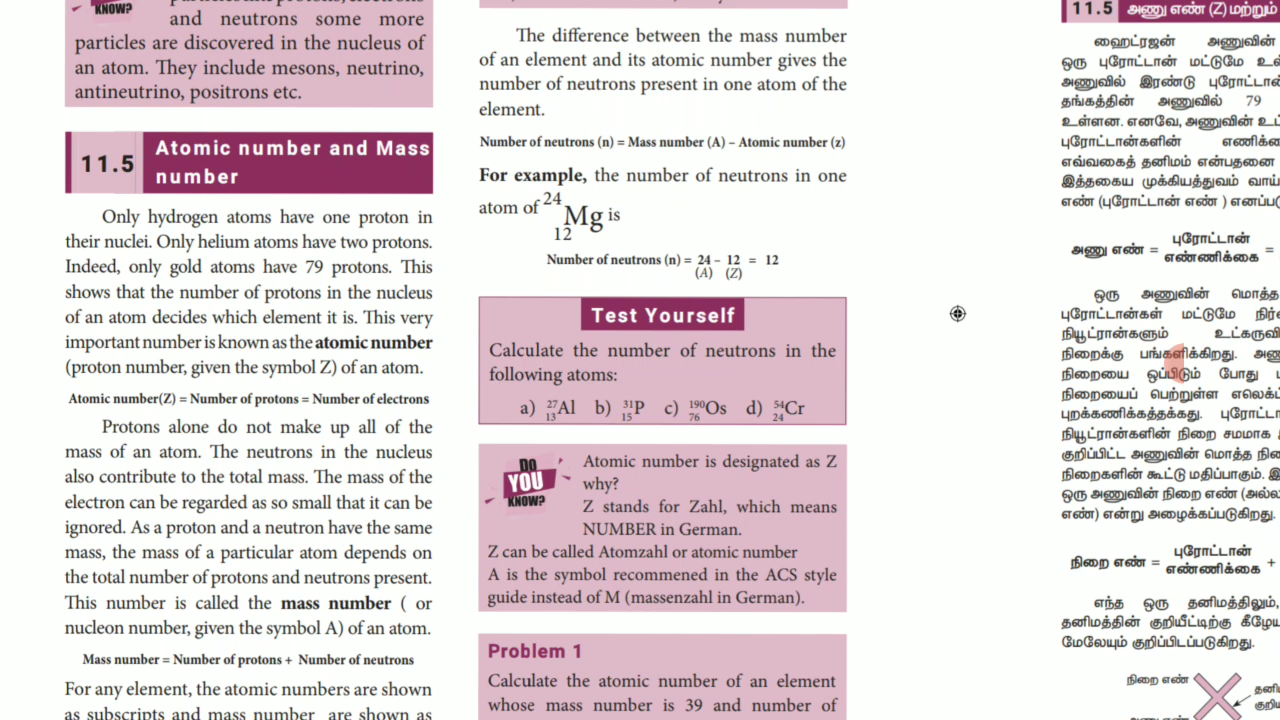 KNOW?
and neutrons some more
particles are discovered in the nucleus of
an atom. They include mesons, neutrino,
antineutrino, positrons etc.
11.5 Atomic number and Mass
number
Only hydrogen atoms have one proton in
their nuclei. Only helium atoms have two protons.
Indeed, only gold atoms have 79 protons. This
shows that the number of protons in the nucleus
of an atom decides which element it is. This very
important number is known as the atomic number
(proton number, given the symbol Z) of an atom.
Atomic number(Z) = Number of protons = Number of electrons
Protons alone do not make up all of the
mass of an atom. The neutrons in the nucleus
also contribute to the total mass. The mass of the
electron can be regarded as so small that it can be
ignored. As a proton and a neutron have the same
mass, the mass of a particular atom depends on
the total number of protons and neutrons present.
This number is called the mass number ( or
nucleon number, given the symbol A) of an atom.
Mass number = Number of protons + Number of neutrons
For any element, the atomic numbers are shown
as subscripts and mass number are shown as
The difference between the mass number
of an element and its atomic number gives the
number of neutrons present in one atom of the
element.
Number of neutrons (n) = Mass number (A) – Atomic number (z)
For example, the number of neutrons in one
atom of 24 Mg is
12
Number of neutrons (n) = 24 – 12 = 12
(A) (Z)
Test Yourself
Calculate the number of neutrons in the
following atoms:
a) 27 13 Al b) 31 15 P c) 190 76 Os d) 54 24 Cr
DO YOU KNOW?
Atomic number is designated as Z
why?
Z stands for Zahl, which means
NUMBER in German.
Z can be called Atomzahl or atomic number
A is the symbol recommened in the ACS style
guide instead of M (massenzahl in German).
Problem 1
Calculate the atomic number of an element
whose mass number is 39 and number of
11.5 அணு எண் (Z) மற்றும்
ஹைட்ரஜன் அணுவின்
ஒரு புரோட்டான் மட்டுமே
அணுவில் இரண்டு
தங்கத்தின் அணுவில் 79
உள்ளன. எனவே, அணுவின்
புரோட்டான்களின்
எவ்வகைத் தனிமம் என்பதனை
இத்தகைய முக்கியத்துவம்
எண் (புரோட்டான் எண் )
அணு எண் = புரோட்டான் =
எண்ணிக்கை
ஒரு அணுவின் மொத்த
புரோட்டான்கள் மட்டுமே
நியூட்ரான்களும்
நிறைக்கு பங்களிக்கிறது.
நிறையை ஒப்பிடும் போது
நிறையைப் பெற்றுள்ள
புறக்கணிக்கத்தக்கது.
நியூட்ரான்களின் நிறை சமமாக
குறிப்பிட்ட அணுவின் மொத்த
நிறைகளின் கூட்டு மதிப்பாகும்.
ஒரு அணுவின் நிறை எண்
எண்) என்று அழைக்கப்படுகிறது.
நிறை எண் = புரோட்டான் +
எண்ணிக்கை
எந்த ஒரு தனிமத்திலும்,
தனிமத்தின் குறியீட்டிற்கு
மேலேயும் குறிப்பிடப்படுகிறது.
நிறை எண்